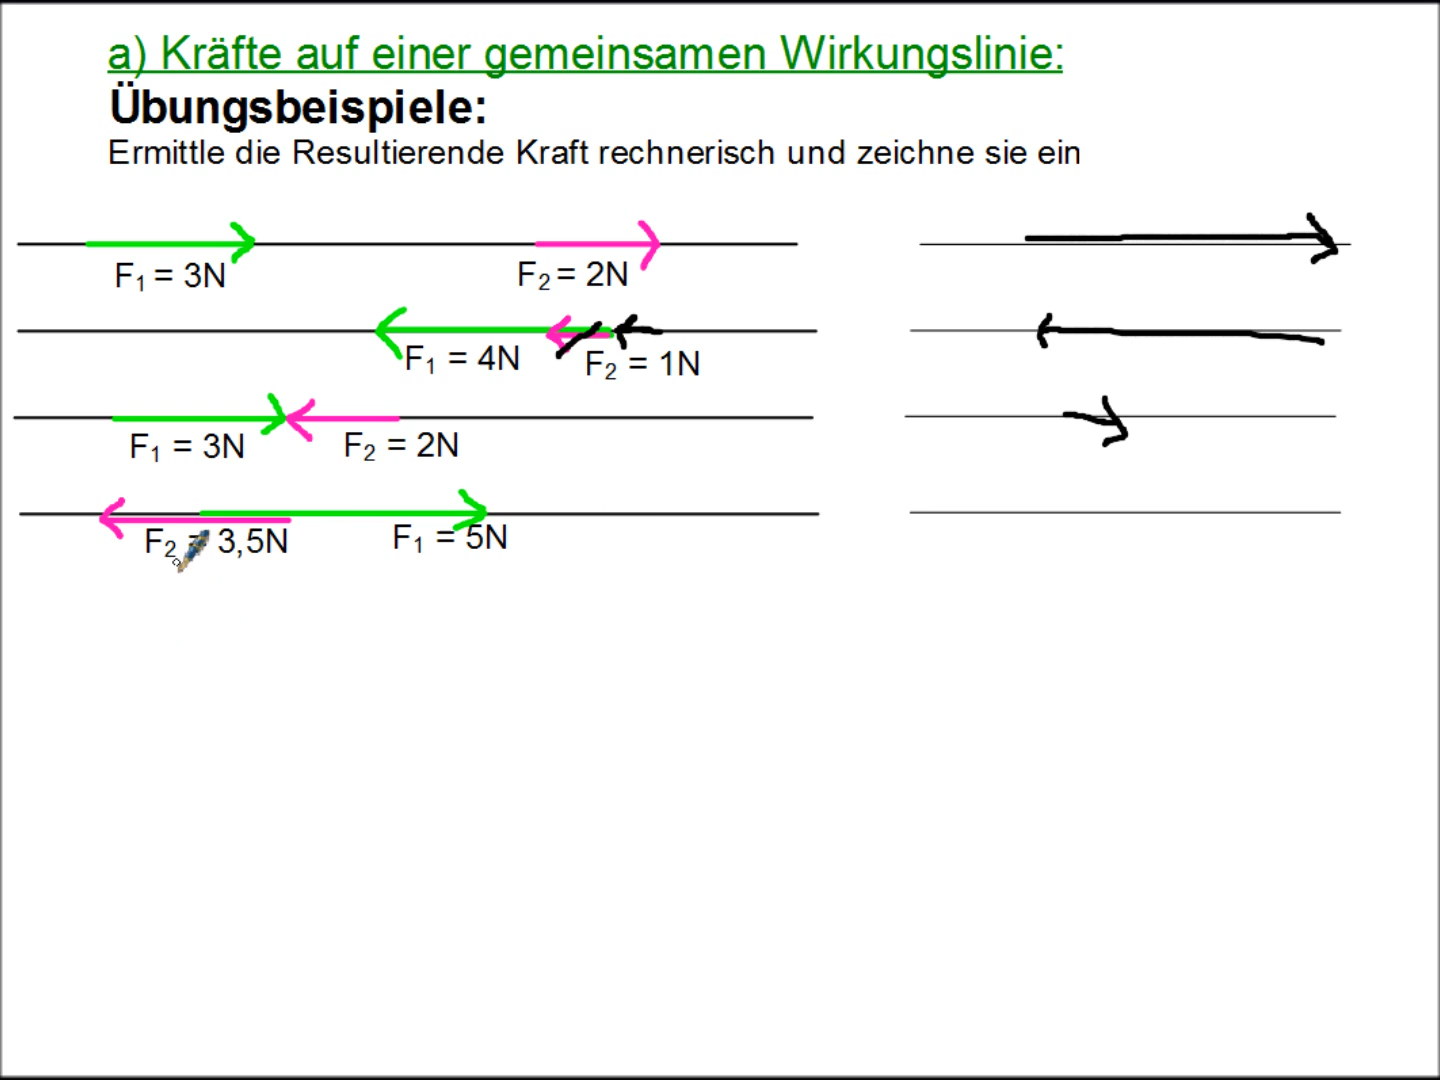 a) Kräfte auf einer gemeinsamen Wirkungslinie:
Übungsbeispiele:
Ermittle die Resultierende Kraft rechnerisch und zeichne sie ein
F₁ = 3N F₂ = 2N
F₁ = 4N F₂ = 1N
F₁ = 3N F₂ = 2N
F₂ = 3,5N F₁ = 5N